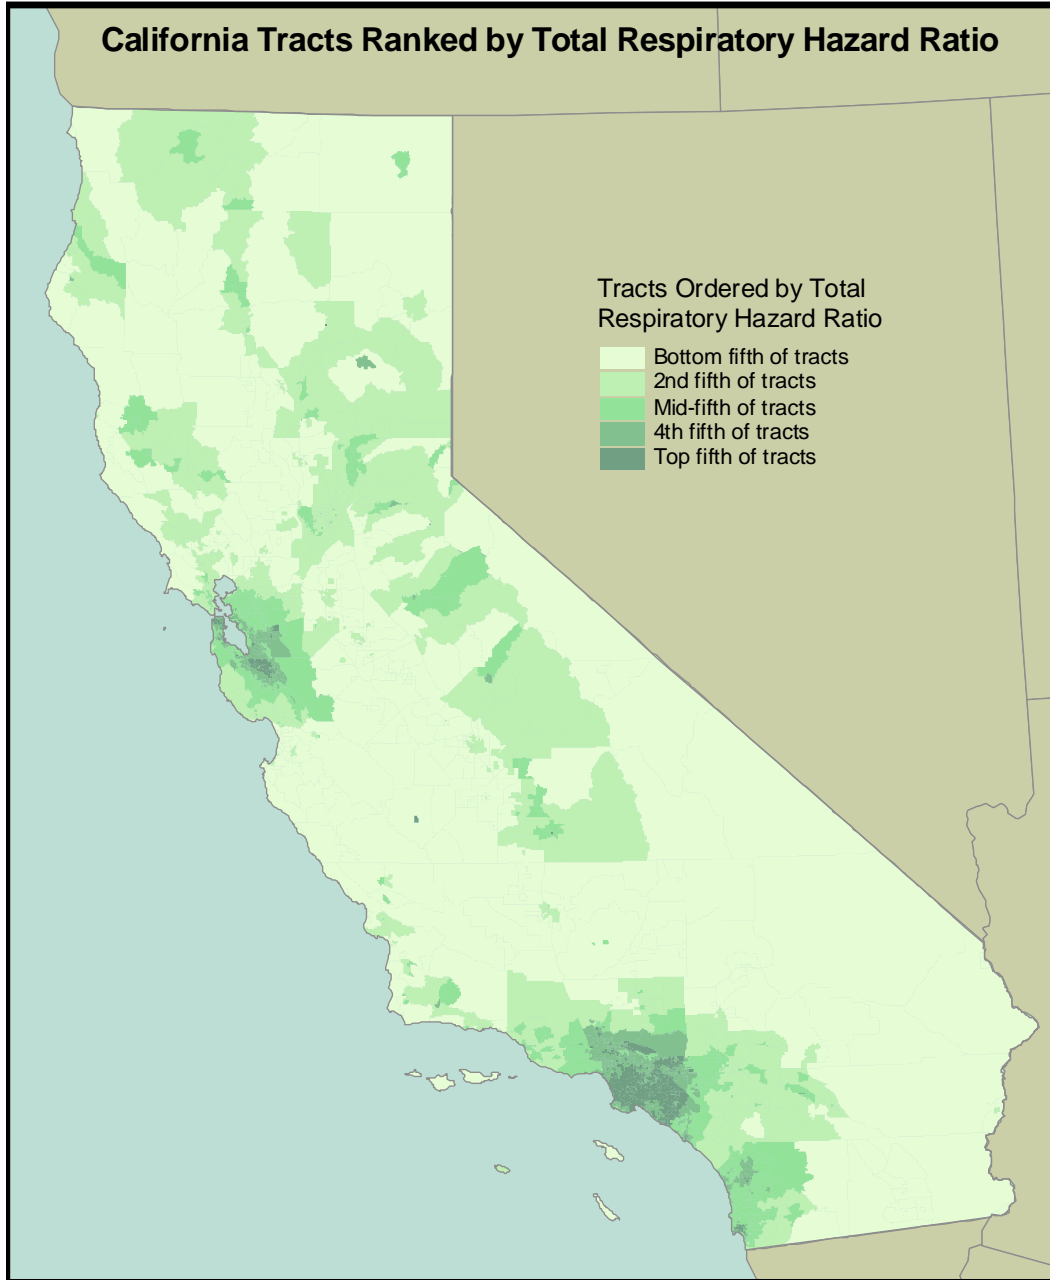 California Tracts Ranked by Total Respiratory Hazard Ratio
Tracts Ordered by Total
Respiratory Hazard Ratio
Bottom fifth of tracts
2nd fifth of tracts
Mid-fifth of tracts
4th fifth of tracts
Top fifth of tracts